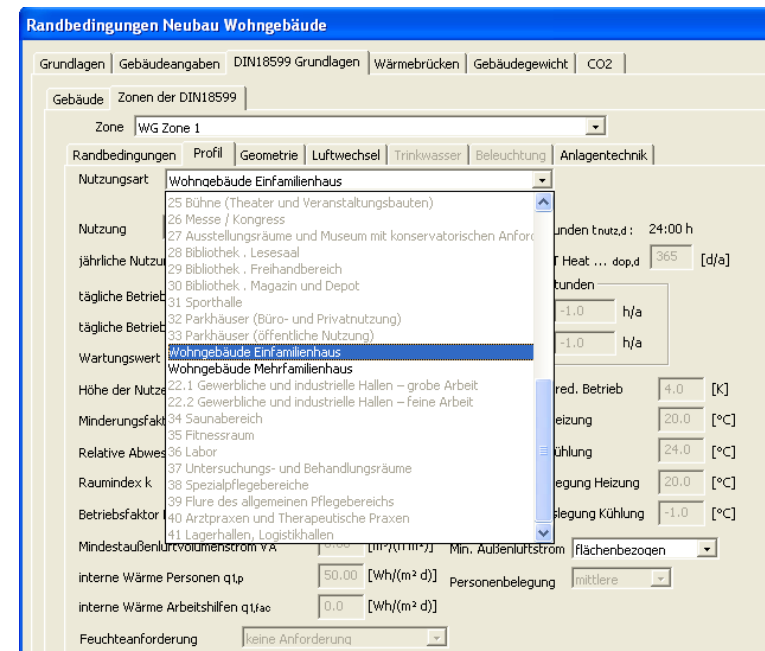 Randbedingungen Neubau Wohngebäude
Grundlagen Gebäudeangaben DIN18599 Grundlagen Wärmebrücken Gebäudegewicht CO2
Gebäude Zonen der DIN18599
Zone WG Zone 1
Randbedingungen Profil Geometrie Luftwechsel Trinkwasser Beleuchtung Anlagentechnik
Nutzungsart Wohngebäude Einfamilienhaus
25 Bühne (Theater und Veranstaltungsbauten)
26 Messe / Kongress
Nutzung 27 Ausstellungsräume und Museum mit konservatorischen Anford unden tnutz,d : 24:00 h
28 Bibliothek . Lesesaal
jährliche Nutzu 29 Bibliothek . Freihandbereich T Heat ... dop,d 365 [d/a]
30 Bibliothek . Magazin und Depot tunden
tägliche Betrieb 31 Sporthalle -1.0 h/a
32 Parkhäuser (Büro- und Privatnutzung)
tägliche Betrieb 33 Parkhäuser (öffentliche Nutzung) -1.0 h/a
Wartungswert Wohngebäude Einfamilienhaus
Wohngebäude Mehrfamilienhaus
Höhe der Nutze 22.1 Gewerbliche und industrielle Hallen – grobe Arbeit red. Betrieb 4.0 [K]
22.2 Gewerbliche und industrielle Hallen – feine Arbeit
Minderungsfakt 34 Saunabereich eizung 20.0 [°C]
35 Fitnessraum
Relative Abwes 36 Labor ühlung 24.0 [°C]
37 Untersuchungs- und Behandlungsräume
Raumindex k 38 Spezialpflegebereiche egung Heizung 20.0 [°C]
39 Flure des allgemeinen Pflegebereichs
Betriebsfaktor 40 Arztpraxen und Therapeutische Praxen slegung Kühlung -1.0 [°C]
41 Lagerhallen, Logistikhallen
Mindestaußenluftvolumenstrom VA 0.00 [m³/(h m²)] Min. Außenluftstrom flächenbezogen
interne Wärme Personen q1,p 50.00 [Wh/(m² d)] Personenbelegung mittlere
interne Wärme Arbeitshilfen q1,fac 0.0 [Wh/(m² d)]
Feuchteanforderung keine Anforderung